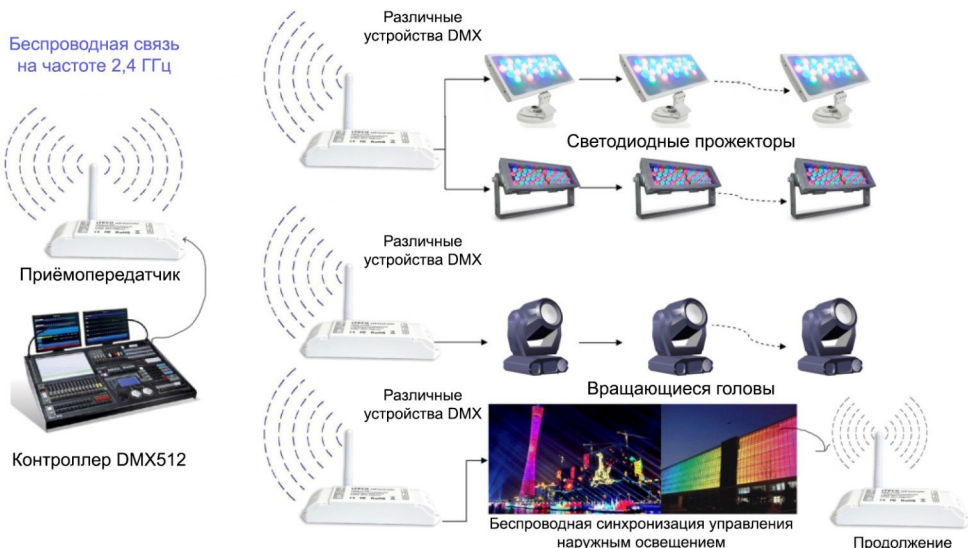 Беспроводная связь
на частоте 2,4 ГГц
Приёмопередатчик
Контроллер DMX512
Различные
устройства DMX
Светодиодные прожекторы
Различные
устройства DMX
Вращающиеся головы
Различные
устройства DMX
Беспроводная синхронизация управления
наружным освещением
Продолжение